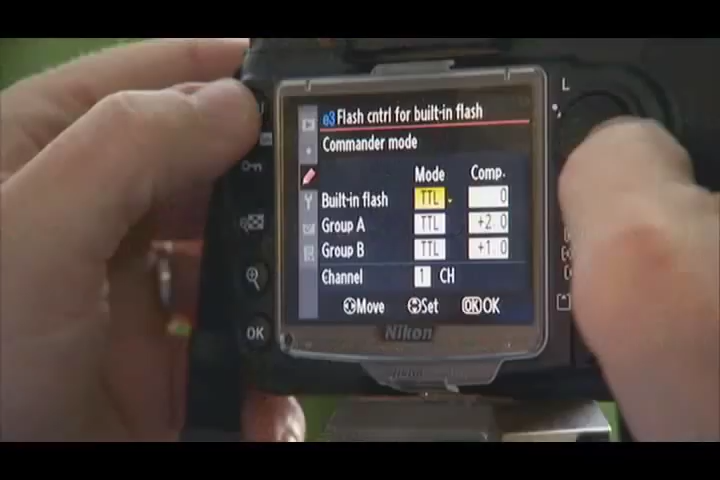 L
e3 Flash cntrl for built-in flash
Commander mode
Mode Comp.
Built-in flash TTL 0
Group A TTL +2.0
Group B TTL +1.0
Channel 1 CH
Move Set OK OK
OK
Nikon